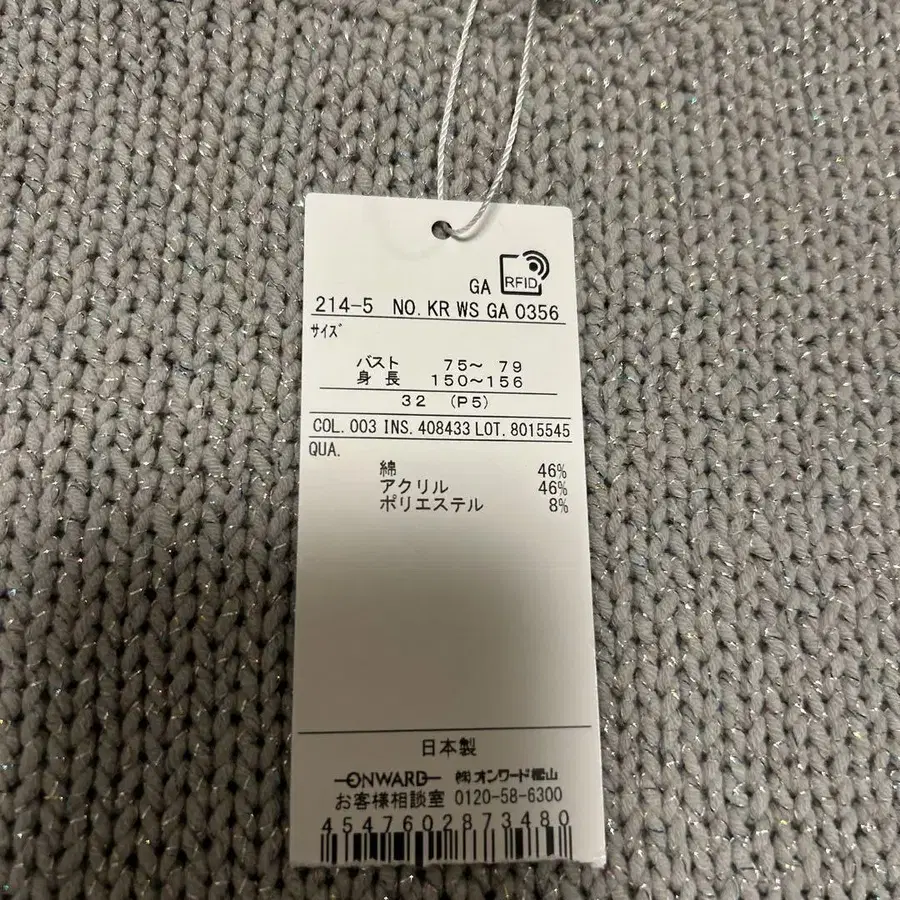 GA RFID
214-5 NO. KR WS GA 0356
サイズ
バスト 75～ 79
身長 150～156
32 (P5)
COL. 003 INS. 408433 LOT. 8015545
QUA.
綿 46%
アクリル 46%
ポリエステル 8%
日本製
ONWARD ㈱オンワード樫山
お客様相談室 0120-58-6300
4547602873480